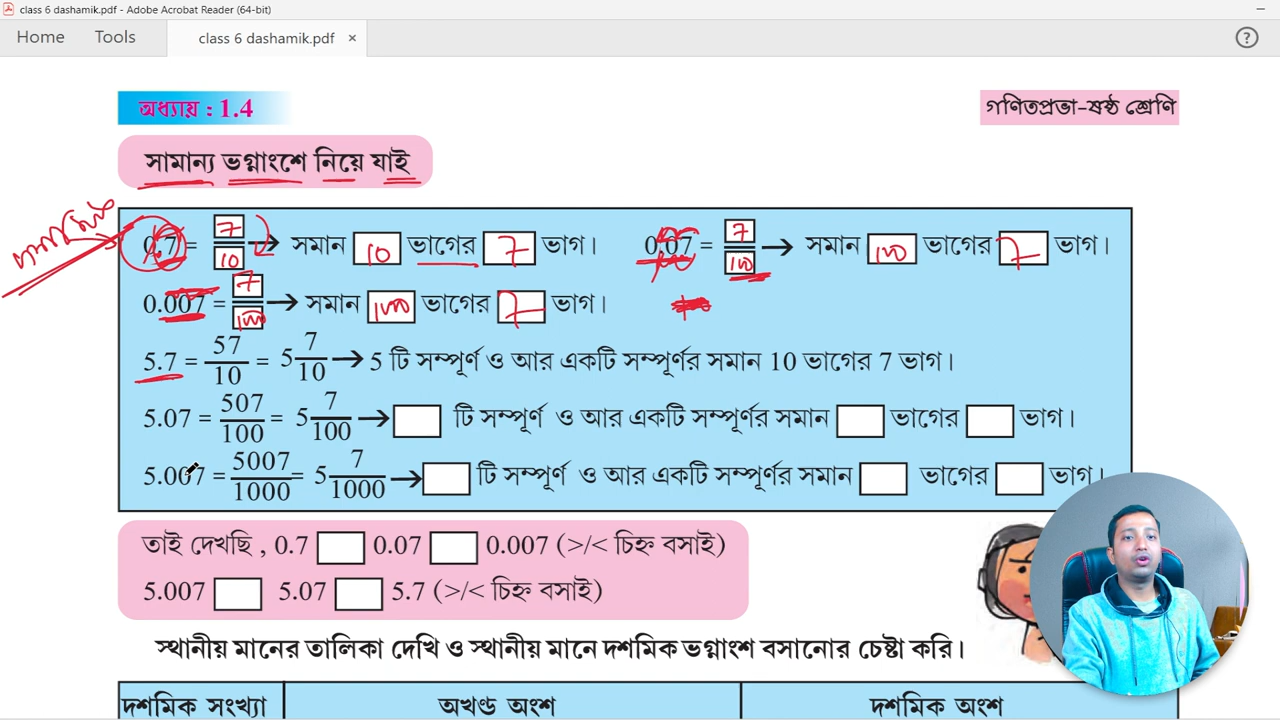 class 6 dashamik.pdf - Adobe Acrobat Reader (64-bit)
Home Tools class 6 dashamik.pdf × ?
অধ্যায় : 1.4 গণিতপ্রভা-ষষ্ঠ শ্রেণি
সামান্য ভগ্নাংশে নিয়ে যাই
0.7 = 7/10 → সমান 10 ভাগের 7 ভাগ। 0.07 = 7/100 → সমান 100 ভাগের 7 ভাগ।
0.007 = 7/1000 → সমান 1000 ভাগের 7 ভাগ।
5.7 = 57/10 = 5 7/10 → 5 টি সম্পূর্ণ ও আর একটি সম্পূর্ণর সমান 10 ভাগের 7 ভাগ।
5.07 = 507/100 = 5 7/100 → টি সম্পূর্ণ ও আর একটি সম্পূর্ণর সমান ভাগের ভাগ।
5.007 = 5007/1000 = 5 7/1000 → টি সম্পূর্ণ ও আর একটি সম্পূর্ণর সমান ভাগের ভাগ।
তাই দেখছি , 0.7 0.07 0.007 (>/< চিহ্ন বসাই)
5.007 5.07 5.7 (>/< চিহ্ন বসাই)
স্থানীয় মানের তালিকা দেখি ও স্থানীয় মানে দশমিক ভগ্নাংশ বসানোর চেষ্টা করি।
দশমিক সংখ্যা অখণ্ড অংশ দশমিক অংশ